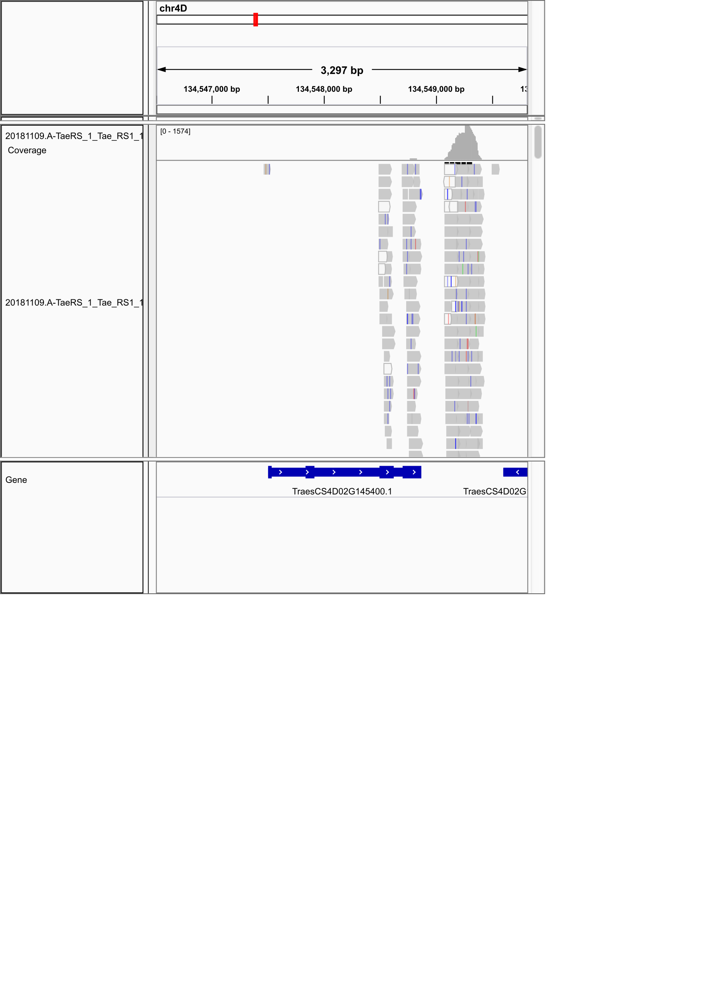 chr4D
3,297 bp
134,547,000 bp 134,548,000 bp 134,549,000 bp 13
20181109.A-TaeRS_1_Tae_RS1_1
[0 - 1574]
Coverage
20181109.A-TaeRS_1_Tae_RS1_1
Gene
TraesCS4D02G145400.1 TraesCS4D02G